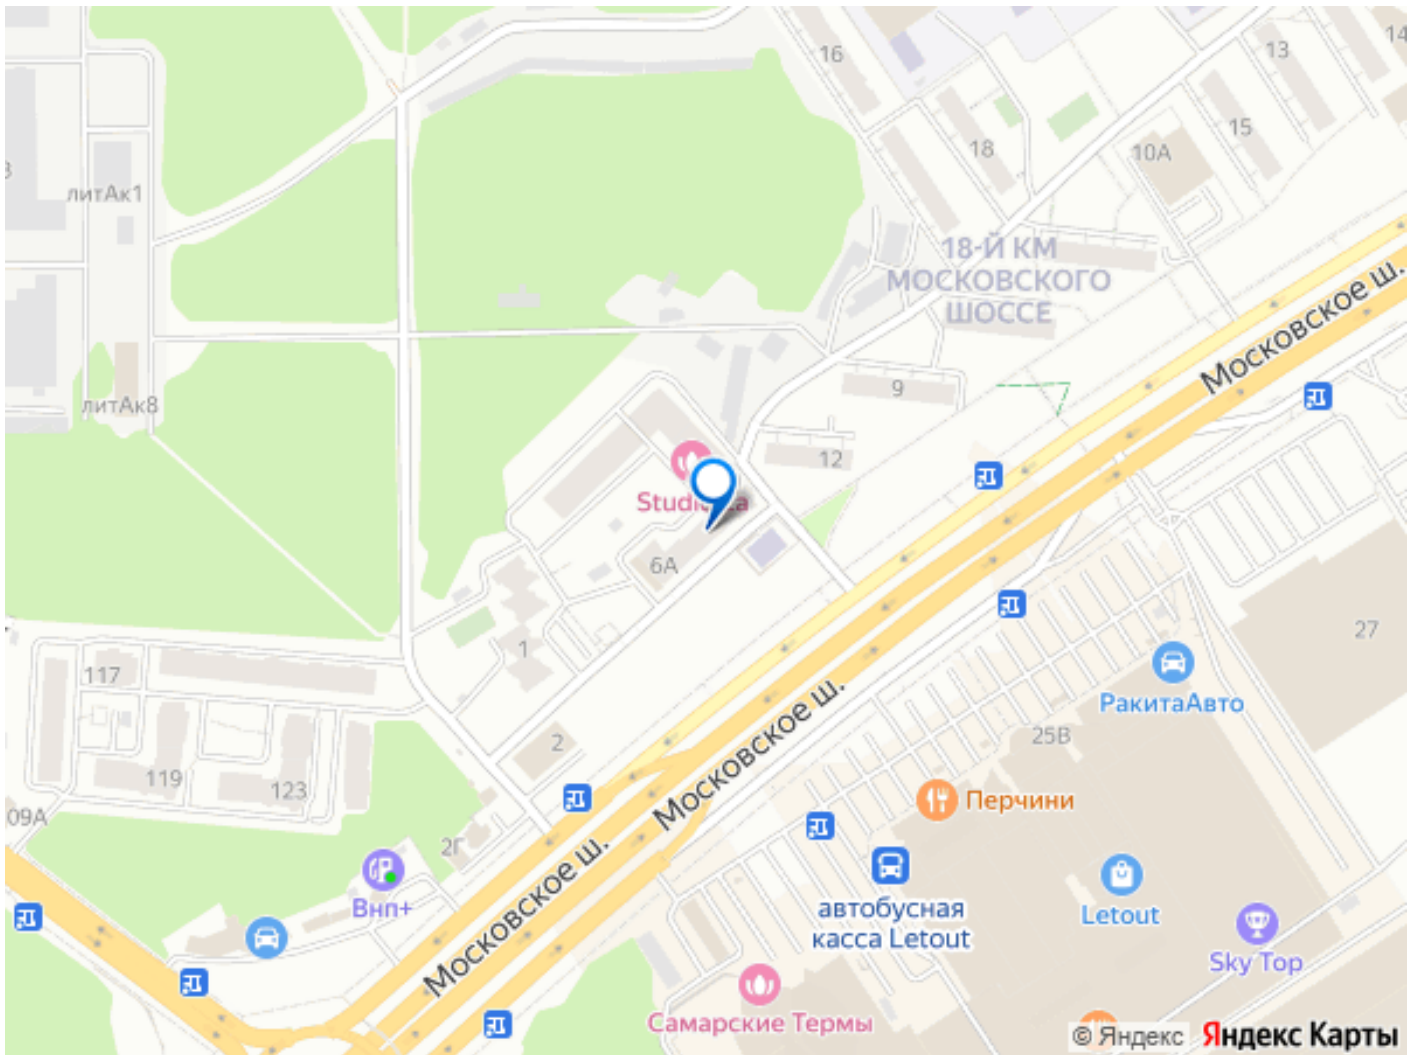 16
13
14
18
15
10А
литАк1
18-Й КМ
МОСКОВСКОГО
ШОССЕ
Московское ш.
9
литАк8
12
6А
1
27
117
РакитаАвто
2
25В
Московское ш.
119
123
Перчини
09А
2Г
Внп+
Московское ш.
автобусная
касса Letout
Letout
Sky Top
Самарские Термы
© Яндекс
Яндекс Карты